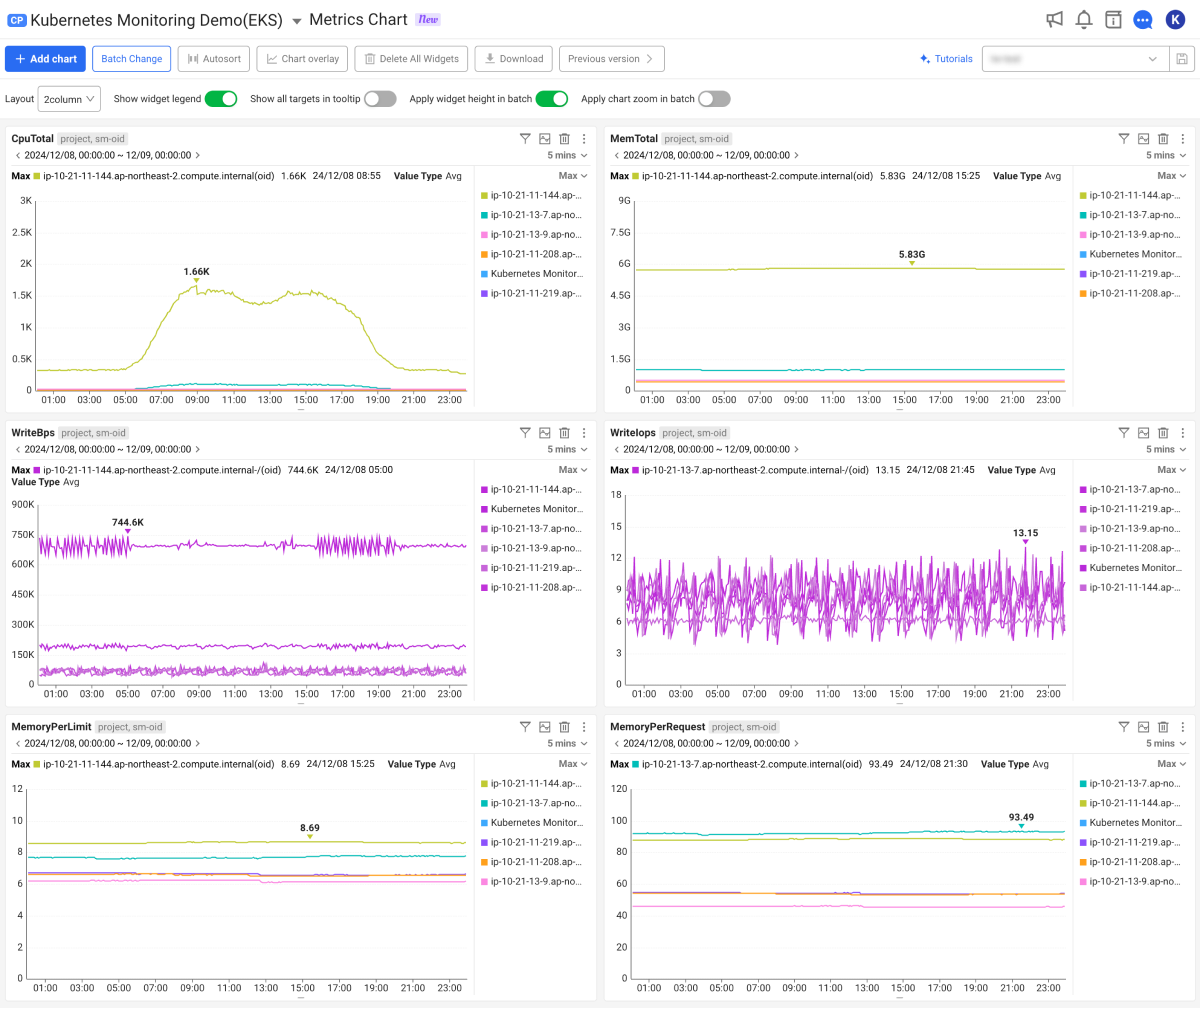 CP Kubernetes Monitoring Demo(EKS) Metrics Chart New
K
+ Add chart Batch Change Autosort Chart overlay Delete All Widgets Download Previous version Tutorials
Layout 2column Show widget legend Show all targets in tooltip Apply widget height in batch Apply chart zoom in batch
CpuTotal project, sm-oid
2024/12/08, 00:00:00 ~ 12/09, 00:00:00 5 mins
Max ip-10-21-11-144.ap-northeast-2.compute.internal(oid) 1.66K 24/12/08 08:55 Value Type Avg Max
3K
2.5K
2K
1.5K
1K
0.5K
0
1.66K
01:00 03:00 05:00 07:00 09:00 11:00 13:00 15:00 17:00 19:00 21:00 23:00
ip-10-21-11-144.ap-...
ip-10-21-13-7.ap-no...
ip-10-21-13-9.ap-no...
ip-10-21-11-208.ap-...
Kubernetes Monitor...
ip-10-21-11-219.ap-...
MemTotal project, sm-oid
2024/12/08, 00:00:00 ~ 12/09, 00:00:00 5 mins
Max ip-10-21-11-144.ap-northeast-2.compute.internal(oid) 5.83G 24/12/08 15:25 Value Type Avg Max
9G
7.5G
6G
4.5G
3G
1.5G
0
5.83G
01:00 03:00 05:00 07:00 09:00 11:00 13:00 15:00 17:00 19:00 21:00 23:00
ip-10-21-11-144.ap-...
ip-10-21-13-7.ap-no...
ip-10-21-13-9.ap-no...
Kubernetes Monitor...
ip-10-21-11-219.ap-...
ip-10-21-11-208.ap-...
WriteBps project, sm-oid
2024/12/08, 00:00:00 ~ 12/09, 00:00:00 5 mins
Max ip-10-21-11-144.ap-northeast-2.compute.internal-/(oid) 744.6K 24/12/08 05:00 Max
Value Type Avg
900K
750K
600K
450K
300K
150K
0
744.6K
01:00 03:00 05:00 07:00 09:00 11:00 13:00 15:00 17:00 19:00 21:00 23:00
ip-10-21-11-144.ap-...
Kubernetes Monitor...
ip-10-21-13-7.ap-no...
ip-10-21-13-9.ap-no...
ip-10-21-11-219.ap-...
ip-10-21-11-208.ap-...
WriteIops project, sm-oid
2024/12/08, 00:00:00 ~ 12/09, 00:00:00 5 mins
Max ip-10-21-13-7.ap-northeast-2.compute.internal-/(oid) 13.15 24/12/08 21:45 Value Type Avg Max
18
15
12
9
6
3
0
13.15
01:00 03:00 05:00 07:00 09:00 11:00 13:00 15:00 17:00 19:00 21:00 23:00
ip-10-21-13-7.ap-no...
ip-10-21-11-219.ap-...
ip-10-21-13-9.ap-no...
ip-10-21-11-208.ap-...
Kubernetes Monitor...
ip-10-21-11-144.ap-...
MemoryPerLimit project, sm-oid
2024/12/08, 00:00:00 ~ 12/09, 00:00:00 5 mins
Max ip-10-21-11-144.ap-northeast-2.compute.internal(oid) 8.69 24/12/08 15:25 Value Type Avg Max
12
10
8
6
4
2
0
8.69
01:00 03:00 05:00 07:00 09:00 11:00 13:00 15:00 17:00 19:00 21:00 23:00
ip-10-21-11-144.ap-...
ip-10-21-13-7.ap-no...
Kubernetes Monitor...
ip-10-21-11-219.ap-...
ip-10-21-11-208.ap-...
ip-10-21-13-9.ap-no...
MemoryPerRequest project, sm-oid
2024/12/08, 00:00:00 ~ 12/09, 00:00:00 5 mins
Max ip-10-21-13-7.ap-northeast-2.compute.internal(oid) 93.49 24/12/08 21:30 Value Type Avg Max
120
100
80
60
40
20
0
93.49
01:00 03:00 05:00 07:00 09:00 11:00 13:00 15:00 17:00 19:00 21:00 23:00
ip-10-21-13-7.ap-no...
ip-10-21-11-144.ap-...
Kubernetes Monitor...
ip-10-21-11-219.ap-...
ip-10-21-11-208.ap-...
ip-10-21-13-9.ap-no...